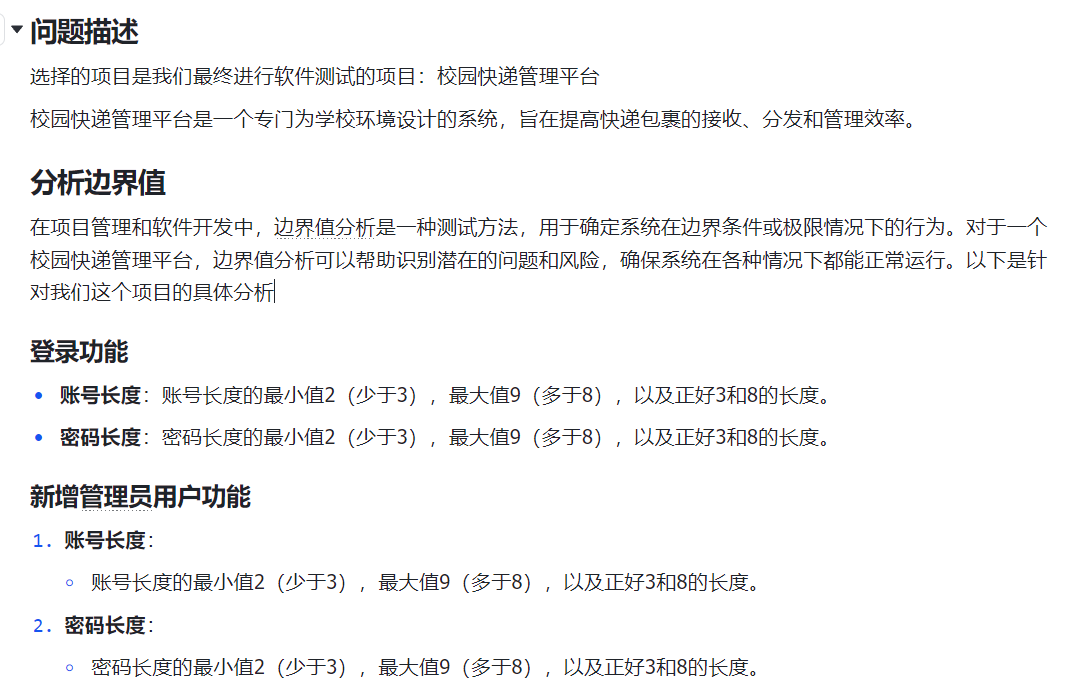 问题描述
选择的项目是我们最终进行软件测试的项目：校园快递管理平台
校园快递管理平台是一个专门为学校环境设计的系统，旨在提高快递包裹的接收、分发和管理效率。
分析边界值
在项目管理和软件开发中，边界值分析是一种测试方法，用于确定系统在边界条件或极限情况下的行为。对于一个
校园快递管理平台，边界值分析可以帮助识别潜在的问题和风险，确保系统在各种情况下都能正常运行。以下是针
对我们这个项目的具体分析
登录功能
• 账号长度：账号长度的最小值2（少于3），最大值9（多于8），以及正好3和8的长度。
• 密码长度：密码长度的最小值2（少于3），最大值9（多于8），以及正好3和8的长度。
新增管理员用户功能
1. 账号长度：
◦ 账号长度的最小值2（少于3），最大值9（多于8），以及正好3和8的长度。
2. 密码长度：
◦ 密码长度的最小值2（少于3），最大值9（多于8），以及正好3和8的长度。